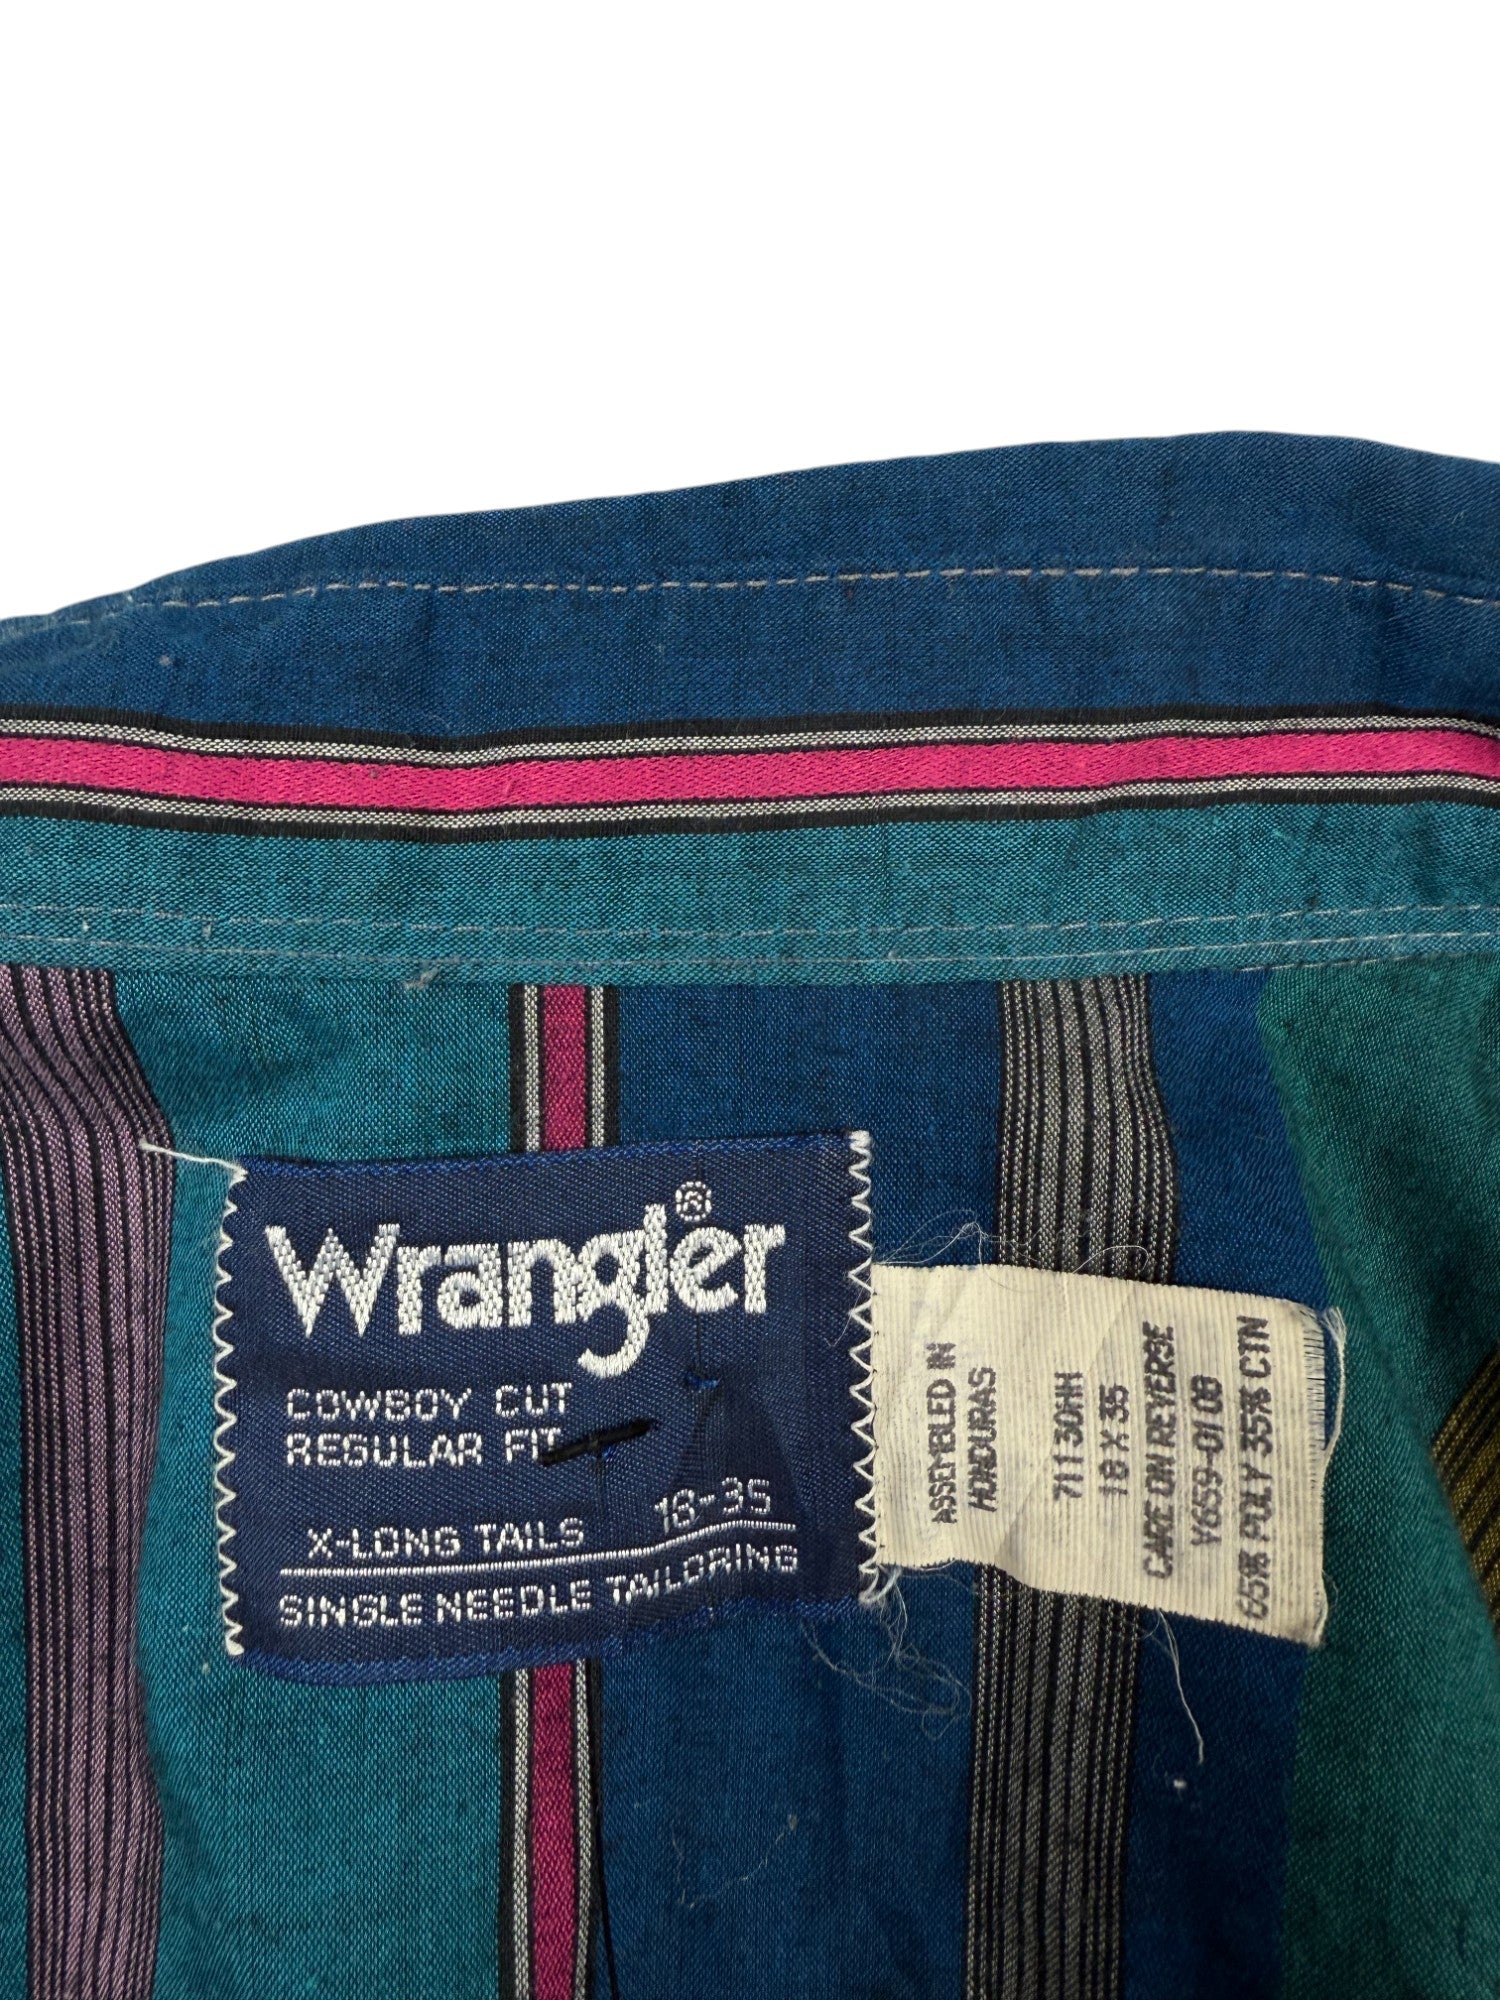 Wrangler®
COWBOY CUT
REGULAR FIT
X-LONG TAILS 18-35
SINGLE NEEDLE TAILORING
ASSEMBLED IN
HONDURAS
71130HH
18 X 35
CARE ON REVERSE
Y659-0108
65% POLY 35% CTN